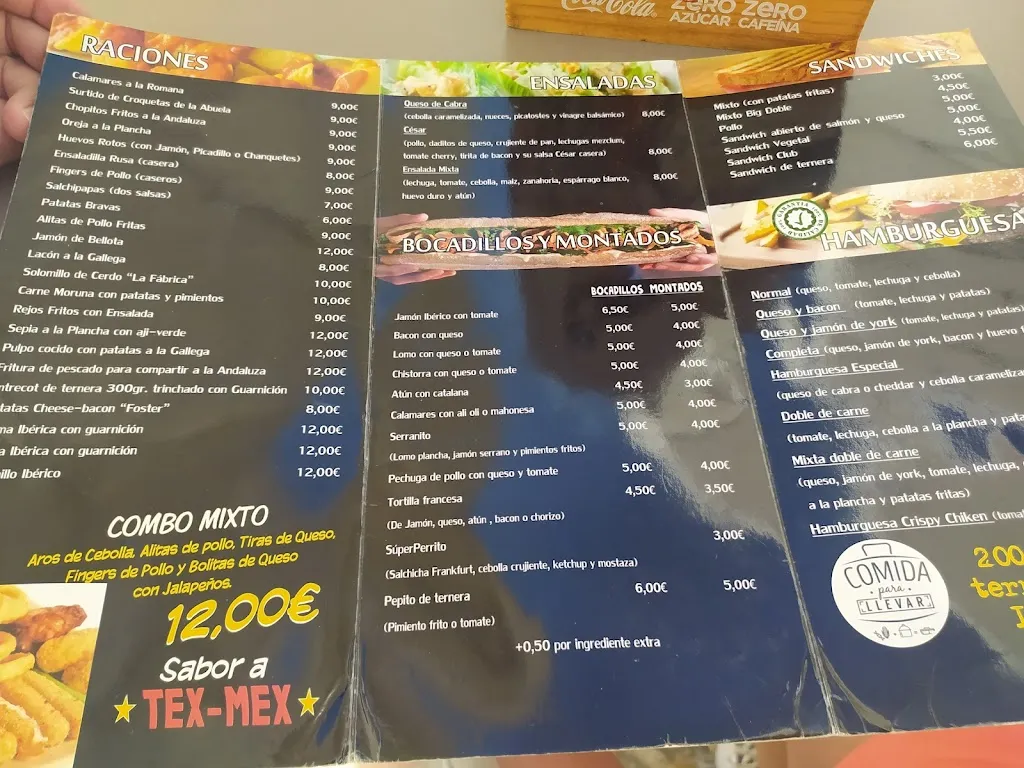 Coca-Cola ZERO ZERO
AZÚCAR CAFEÍNA
RACIONES
Calamares a la Romana
Surtido de Croquetas de la Abuela
Chopitos Fritos a la Andaluza
Oreja a la Plancha
Huevos Rotos (con Jamón, Picadillo o Chanquetes)
Ensaladilla Rusa (casera)
Fingers de Pollo (caseros)
Salchipapas (dos salsas)
Patatas Bravas
Alitas de Pollo Fritas
Jamón de Bellota
Lacón a la Gallega
Solomillo de Cerdo "La Fábrica"
Carne Moruna con patatas y pimientos
Rejos Fritos con Ensalada
Sepia a la Plancha con aji-verde
Pulpo cocido con patatas a la Gallega
Fritura de pescado para compartir a la Andaluza
trecot de ternera 300gr. trinchado con Guarnición
tatas Cheese-bacon "Foster"
ma Ibérica con guarnición
a Ibérica con guarnición
illo Ibérico
9,00€
9,00€
9,00€
9,00€
8,00€
9,00€
7,00€
6,00€
9,00€
12,00€
8,00€
10,00€
10,00€
9,00€
12,00€
12,00€
12,00€
10,00€
8,00€
12,00€
12,00€
12,00€
COMBO MIXTO
Aros de Cebolla, Alitas de pollo, Tiras de Queso,
Fingers de Pollo y Bolitas de Queso
con Jalapeños.
12,00€
Sabor a
TEX-MEX
ENSALADAS
Queso de Cabra
(cebolla caramelizada, nueces, picatostes y vinagre balsámico) 8,00€
César
(pollo, daditos de queso, crujiente de pan, lechugas mezclum,
tomate cherry, tirita de bacon y su salsa César casera) 8,00€
Ensalada Mixta
(lechuga, tomate, cebolla, maíz, zanahoria, espárrago blanco, 8,00€
huevo duro y atún)
BOCADILLOS Y MONTADOS
BOCADILLOS MONTADOS
Jamón Ibérico con tomate 6,50€ 5,00€
Bacon con queso 5,00€ 4,00€
Lomo con queso o tomate 5,00€ 4,00€
Chistorra con queso o tomate 5,00€ 4,00€
Atún con catalana 4,50€ 3,00€
Calamares con ali oli o mahonesa 5,00€ 4,00€
Serranito 5,00€ 4,00€
(Lomo plancha, jamón serrano y pimientos fritos)
Pechuga de pollo con queso y tomate 5,00€ 4,00€
Tortilla francesa 4,50€ 3,50€
(De Jamón, queso, atún , bacon o chorizo)
SúperPerrito 3,00€
(Salchicha Frankfurt, cebolla crujiente, ketchup y mostaza)
Pepito de ternera 6,00€ 5,00€
(Pimiento frito o tomate)
+0,50 por ingrediente extra
SANDWICHES
Mixto (con patatas fritas)
Mixto Big Doble
Pollo
Sandwich abierto de salmón y queso
Sandwich Vegetal
Sandwich Club
Sandwich de ternera
3,00€
4,50€
5,00€
5,00€
4,00€
5,50€
6,00€
HAMBURGUESA
Normal (queso, tomate, lechuga y cebolla)
Queso y bacon (tomate, lechuga y patatas)
Queso y jamón de york (tomate, lechuga y patatas)
Completa (queso, jamón de york, bacon y huevo f
Hamburguesa Especial
(queso de cabra o cheddar y cebolla caramelizad
Doble de carne
(tomate, lechuga, cebolla a la plancha y pata
Mixta doble de carne
(queso, jamón de york, tomate, lechuga,
a la plancha y patatas fritas)
Hamburguesa Crispy Chiken (toma
COMIDA
para
LLEVAR
200
tern